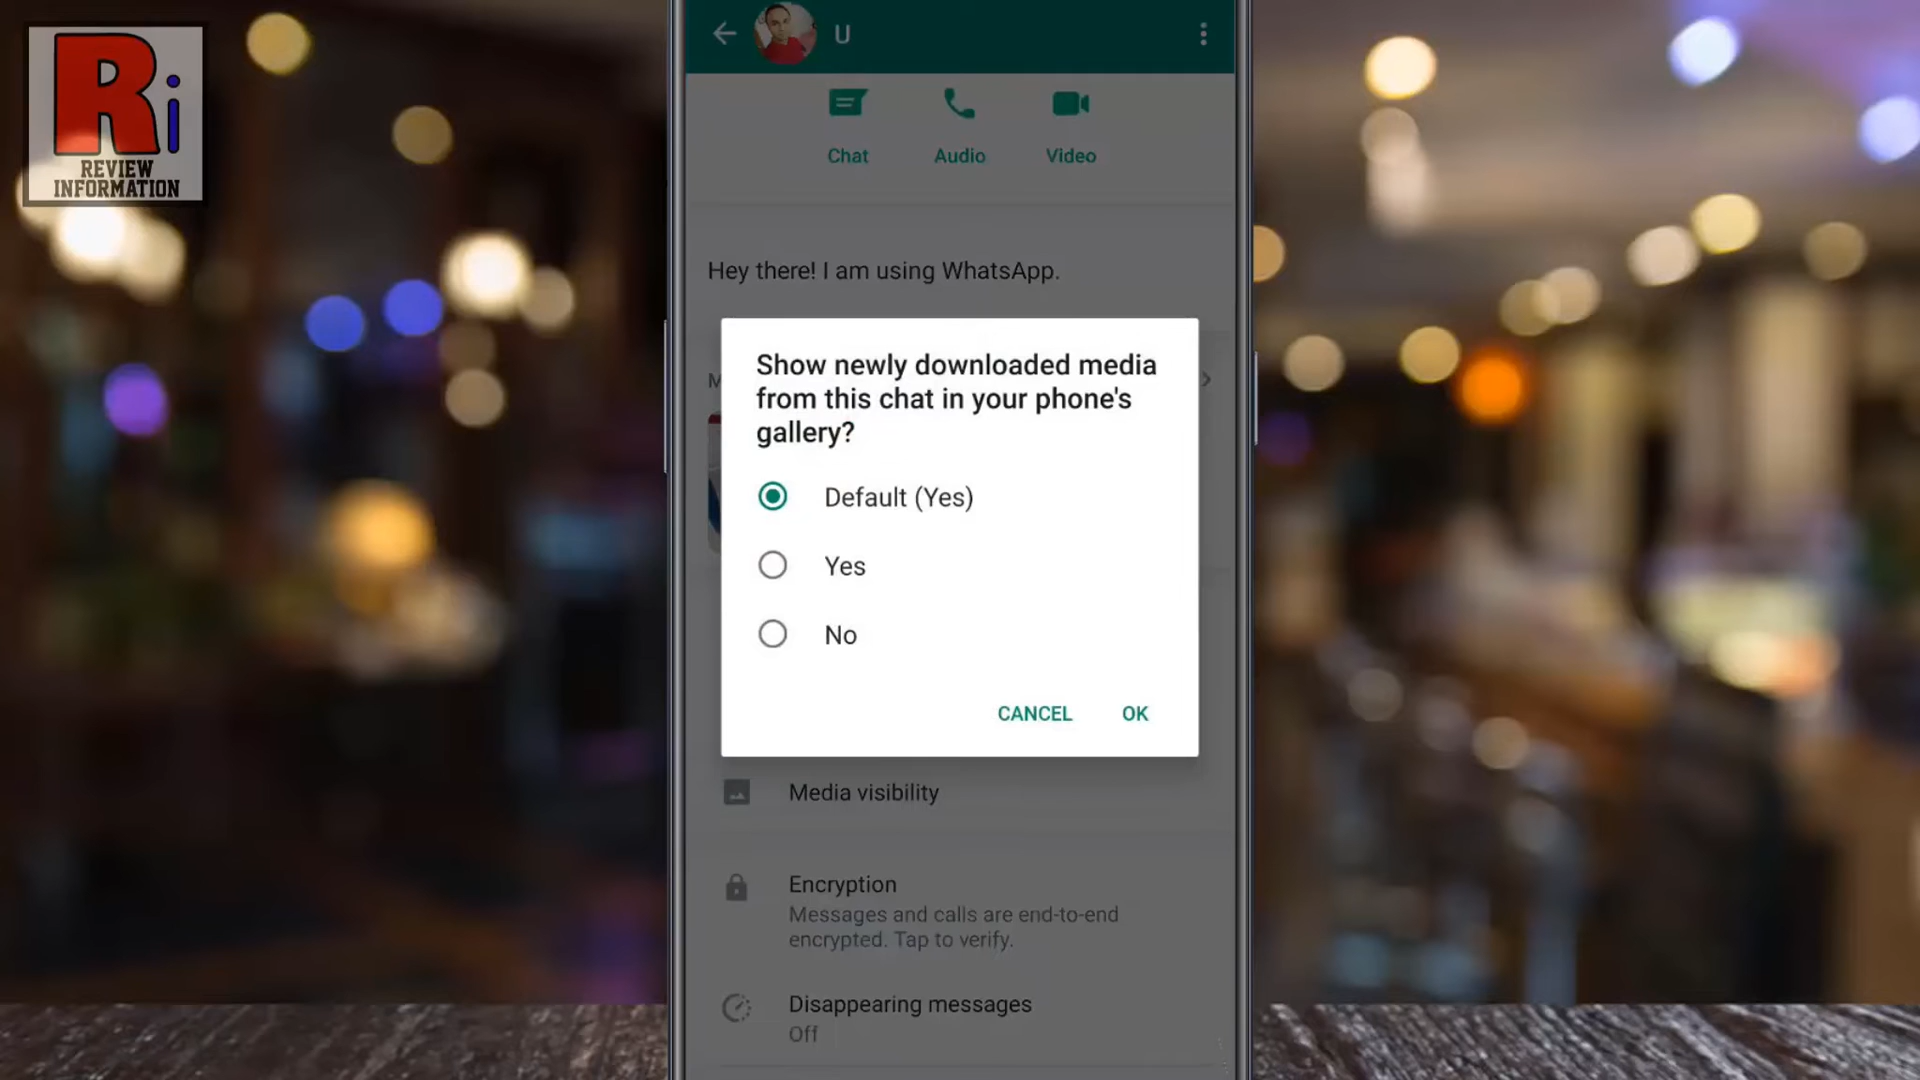 Ri
REVIEW
INFORMATION
U
Chat
Audio
Video
Hey there! I am using WhatsApp.
M
Show newly downloaded media
from this chat in your phone's
gallery?
Default (Yes)
Yes
No
CANCEL
OK
Media visibility
Encryption
Messages and calls are end-to-end
encrypted. Tap to verify.
Disappearing messages
Off